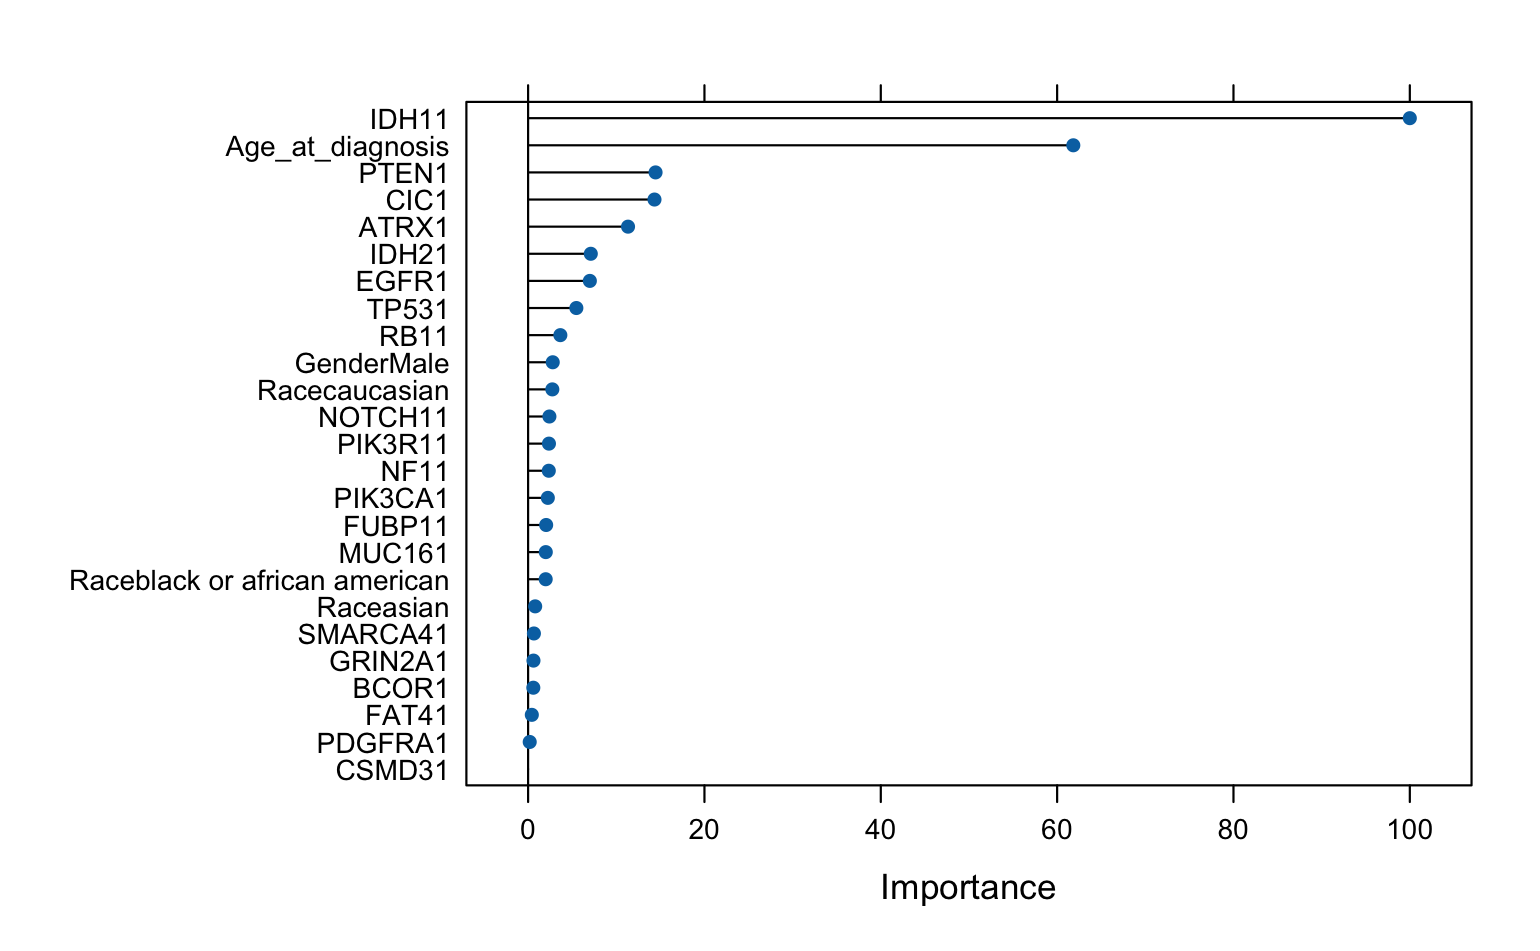 IDH11
Age_at_diagnosis
PTEN1
CIC1
ATRX1
IDH21
EGFR1
TP531
RB11
GenderMale
Racecaucasian
NOTCH11
PIK3R11
NF11
PIK3CA1
FUBP11
MUC161
Raceblack or african american
Raceasian
SMARCA41
GRIN2A1
BCOR1
FAT41
PDGFRA1
CSMD31
0 20 40 60 80 100
Importance